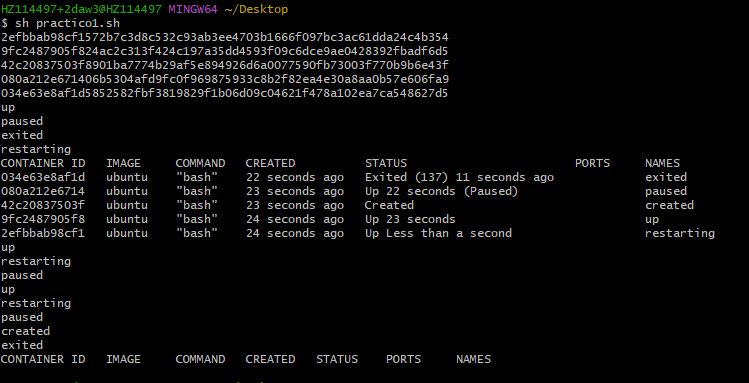 HZ114497+2daw3@HZ114497 MINGW64 ~/Desktop
$ sh practico1.sh
2efbbab98cf1572b7c3d8c532c93ab3ee4703b1666f097bc3ac61dda24c4b354
9fc2487905f824ac2c313f424c197a35dd4593f09c6dce9ae0428392fbadf6d5
42c20837503f8901ba7774b29af5e894926d6a0077590fb73003f770b9b6e43f
080a212e671406b5304afd9fc0f969875933c8b2f82ea4e30a8aa0b57e606fa9
034e63e8af1d5852582fbf3819829f1b06d09c04621f478a102ea7ca548627d5
up
paused
exited
restarting
CONTAINER ID IMAGE COMMAND CREATED STATUS PORTS NAMES
034e63e8af1d ubuntu "bash" 22 seconds ago Exited (137) 11 seconds ago exited
080a212e6714 ubuntu "bash" 23 seconds ago Up 22 seconds (Paused) paused
42c20837503f ubuntu "bash" 23 seconds ago Created created
9fc2487905f8 ubuntu "bash" 24 seconds ago Up 23 seconds up
2efbbab98cf1 ubuntu "bash" 24 seconds ago Up Less than a second restarting
up
restarting
paused
up
restarting
paused
created
exited
CONTAINER ID IMAGE COMMAND CREATED STATUS PORTS NAMES